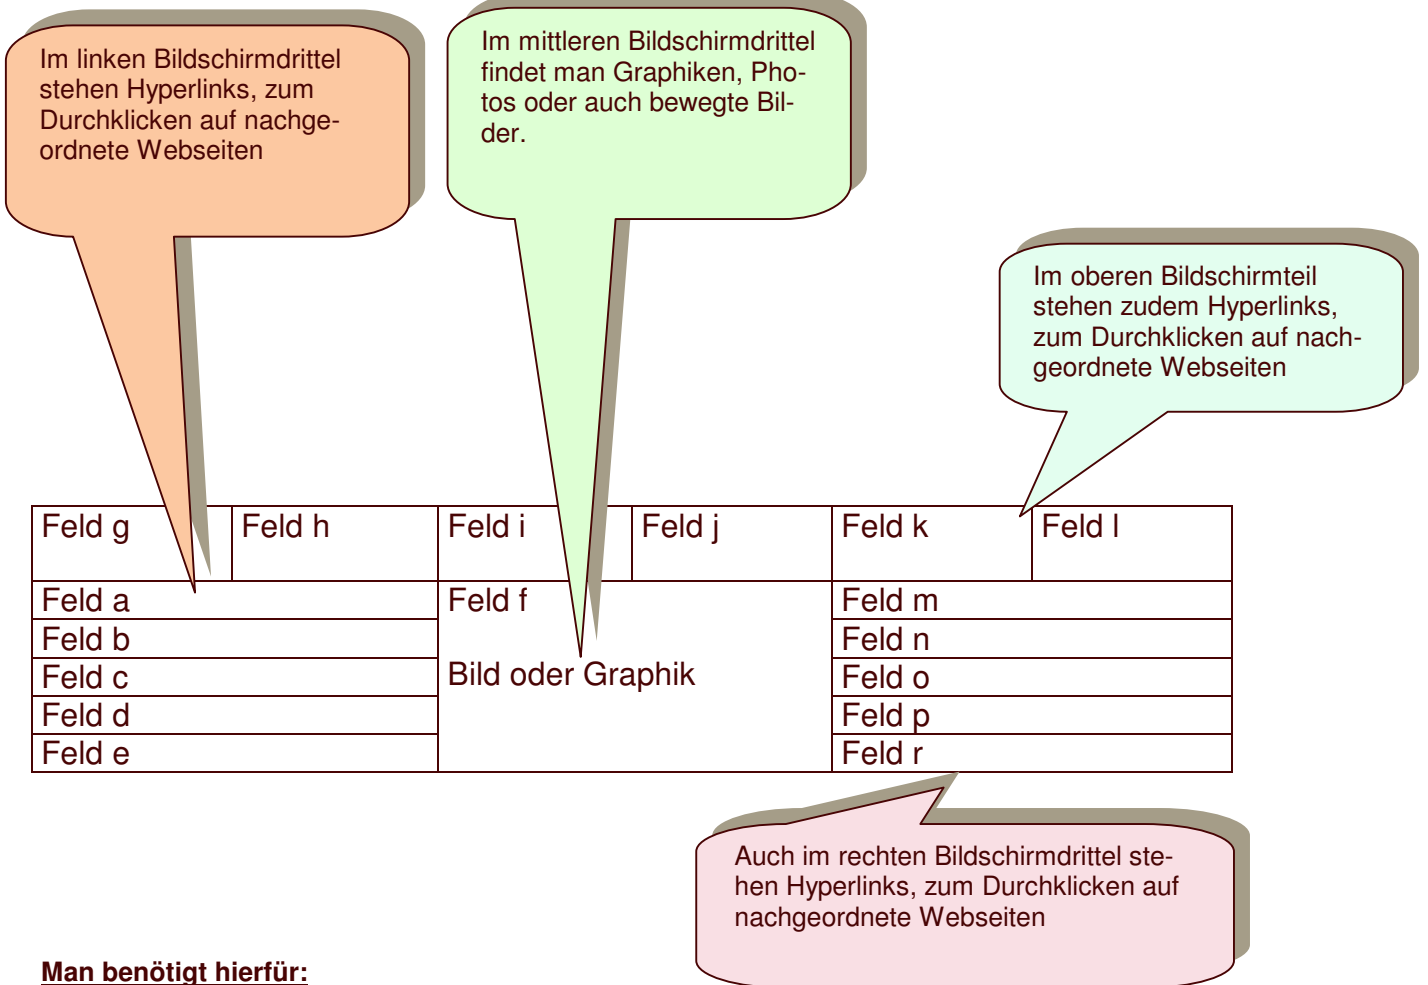 Im linken Bildschirmdrittel
stehen Hyperlinks, zum
Durchklicken auf nachge-
ordnete Webseiten
Im mittleren Bildschirmdrittel
findet man Graphiken, Pho-
tos oder auch bewegte Bil-
der.
Im oberen Bildschirmteil
stehen zudem Hyperlinks,
zum Durchklicken auf nach-
geordnete Webseiten
Feld g Feld h Feld i Feld j Feld k Feld l
Feld a Feld f Feld m
Feld b Feld n
Feld c Bild oder Graphik Feld o
Feld d Feld p
Feld e Feld r
Auch im rechten Bildschirmdrittel ste-
hen Hyperlinks, zum Durchklicken auf
nachgeordnete Webseiten
Man benötigt hierfür: